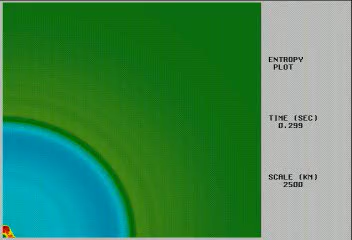 ENTROPY
PLOT
TIME (SEC)
0.299
SCALE (KM)
2500